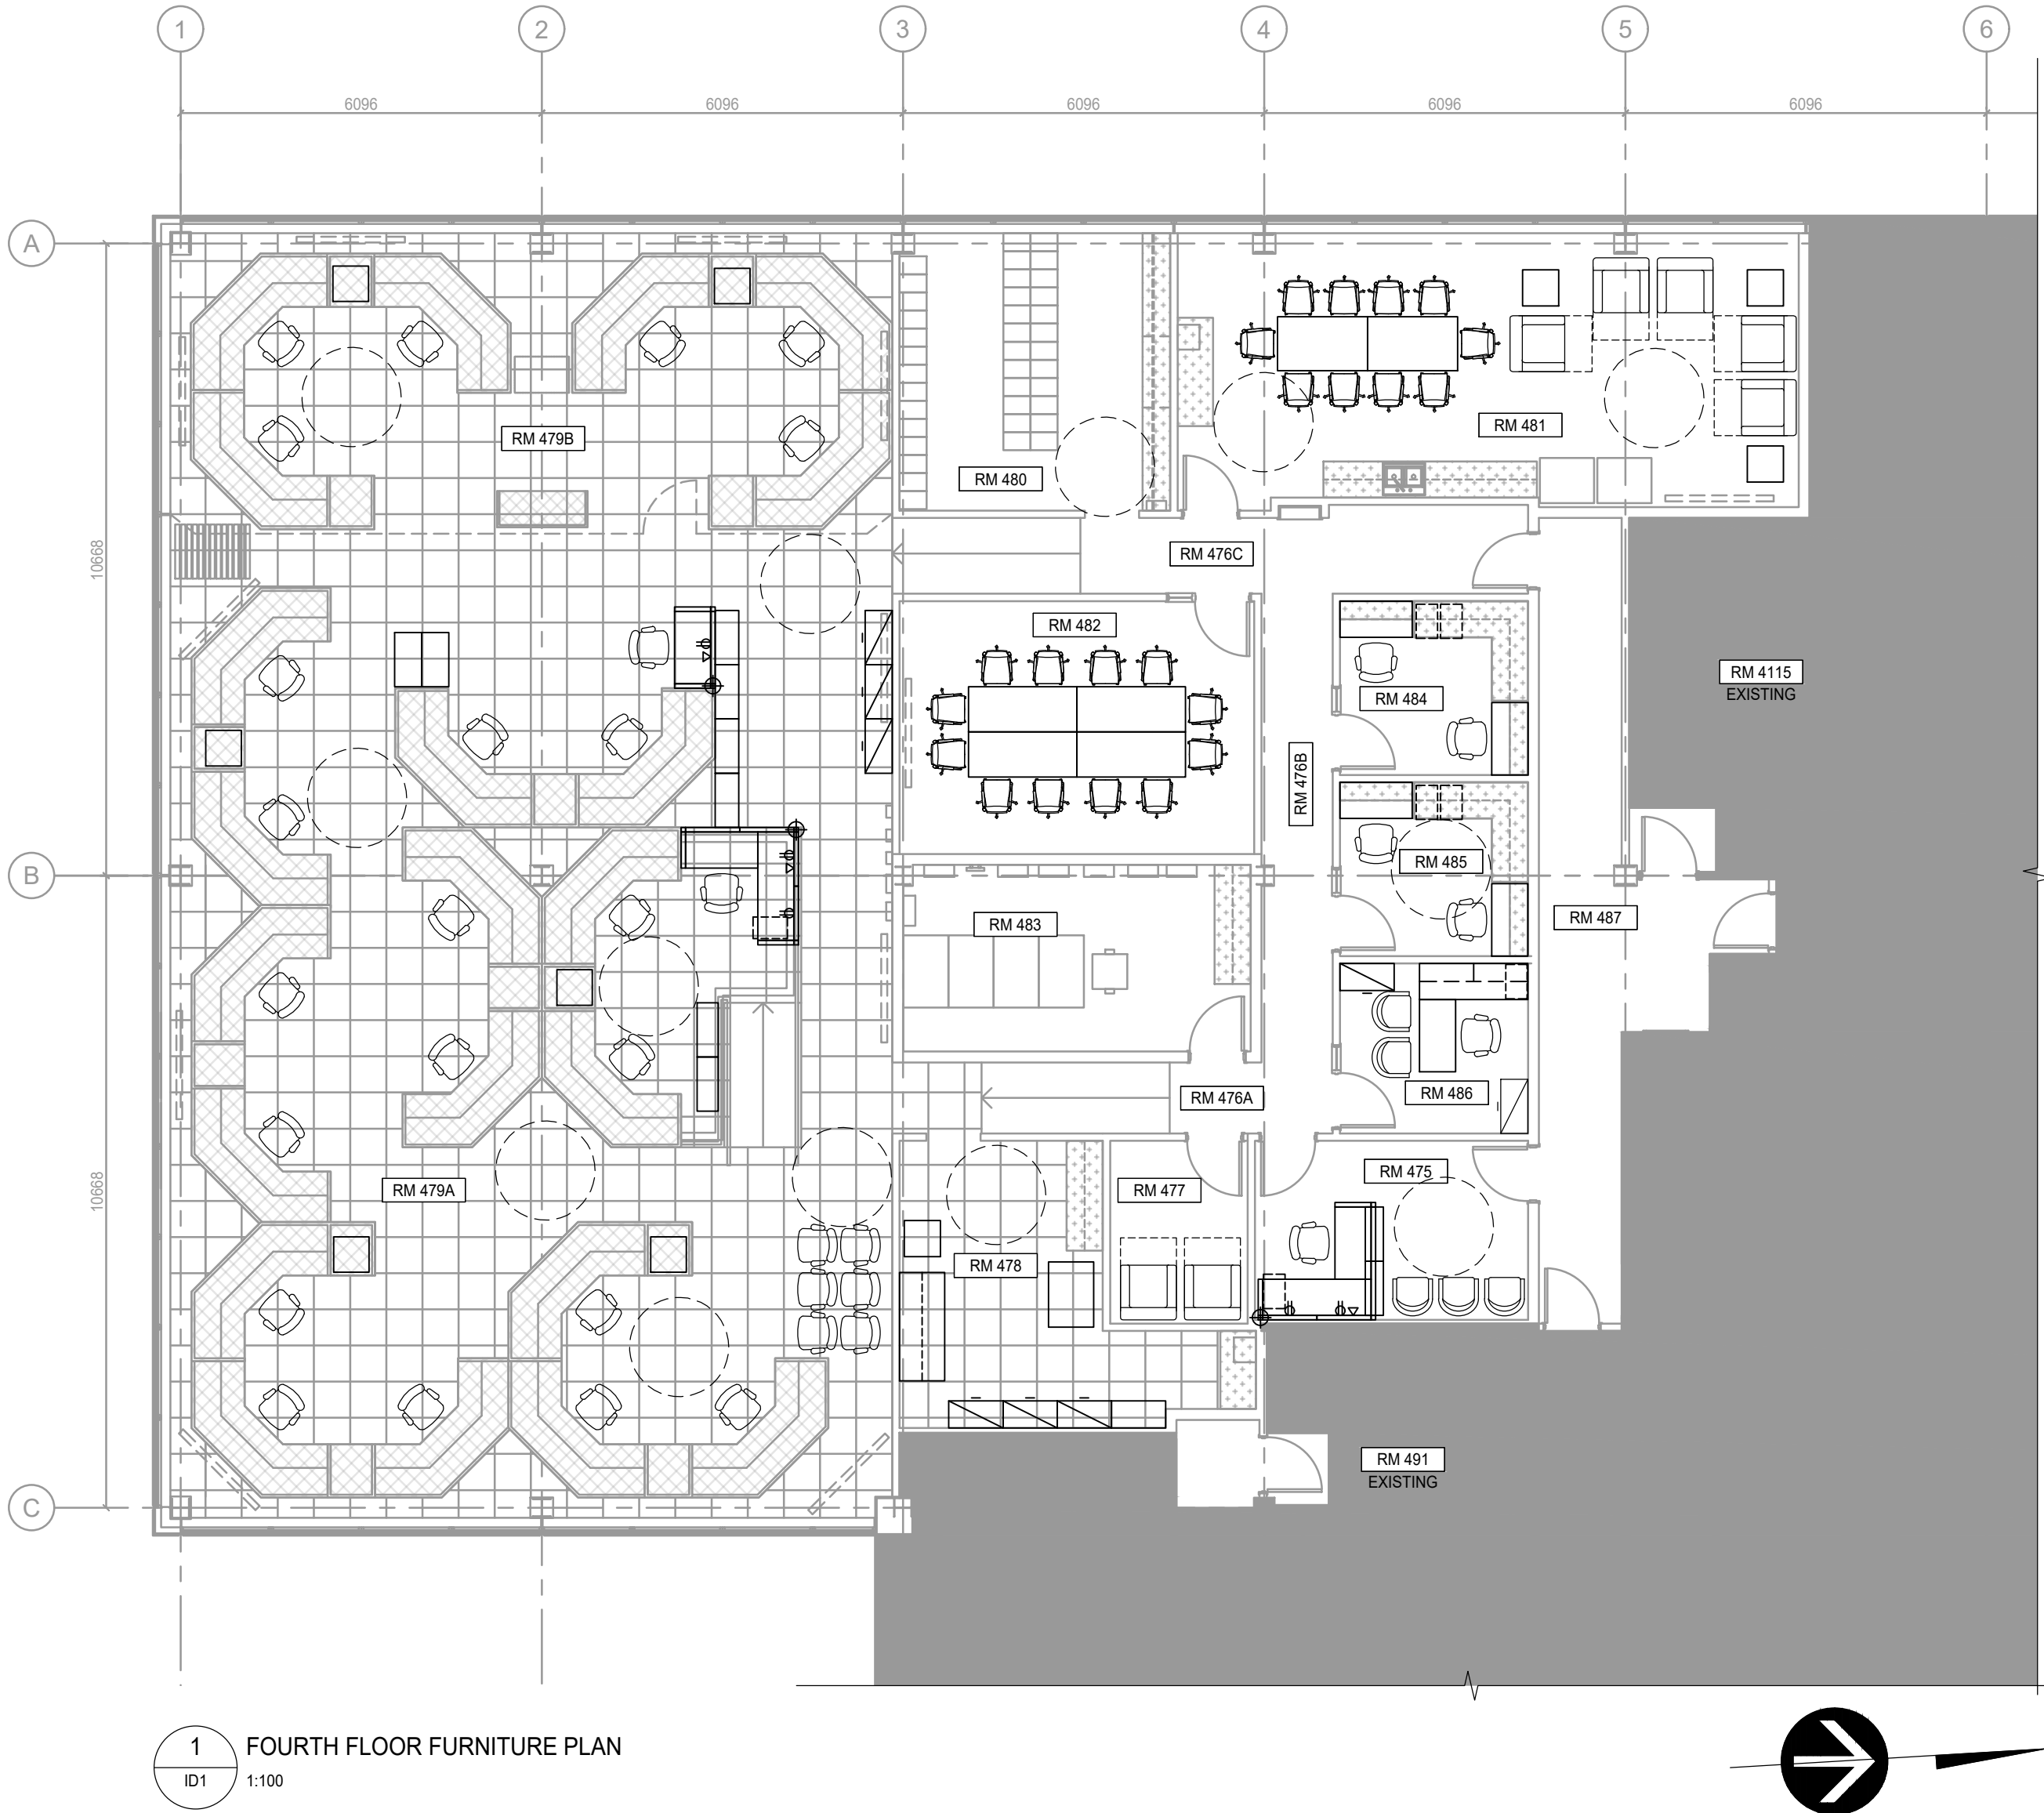 1 2 3 4 5 6
6096 6096 6096 6096 6096
A
RM 479B
RM 481
RM 480
10668
RM 476C
RM 482
RM 4115
EXISTING
RM 484
RM 476B
B
RM 485
RM 487
RM 483
RM 486
RM 476A
10668
RM 479A
RM 477
RM 475
RM 478
RM 491
EXISTING
C
1
ID1
FOURTH FLOOR FURNITURE PLAN
1:100